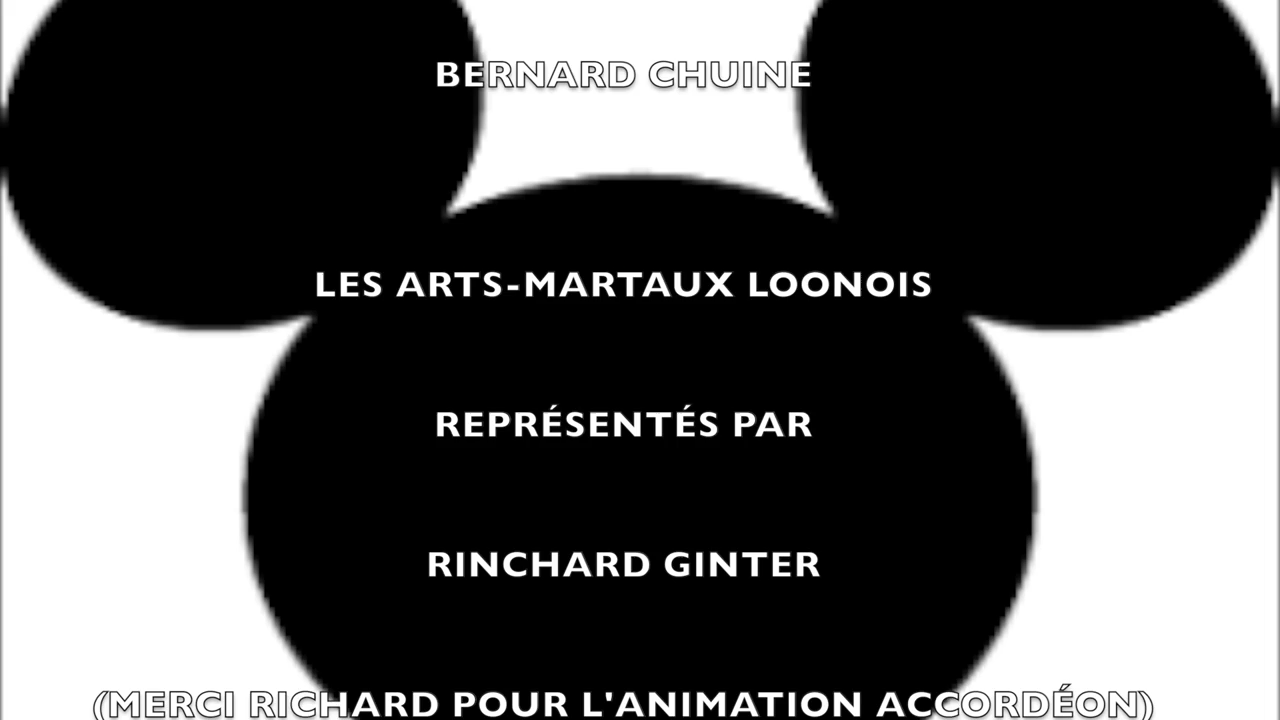 BERNARD CHUINE
LES ARTS-MARTAUX LOONOIS
REPRÉSENTÉS PAR
RINCHARD GINTER
(MERCI RICHARD POUR L'ANIMATION ACCORDÉON)